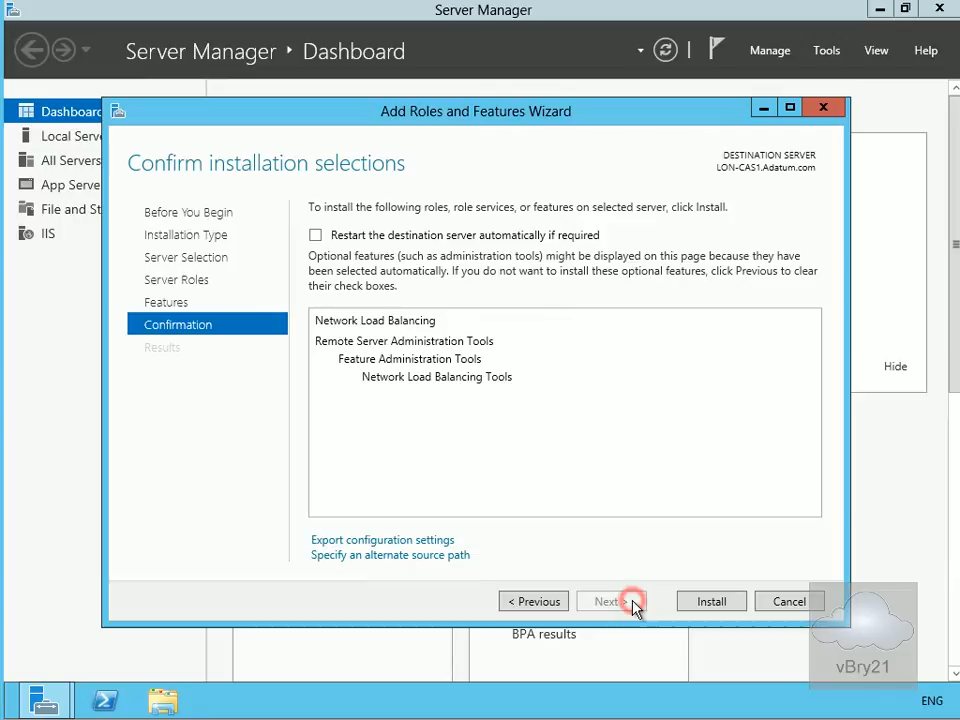 Server Manager
Server Manager ‣ Dashboard
Manage Tools View Help
Dashboard
Local Serve
All Servers
App Serve
File and St
IIS
Add Roles and Features Wizard
Confirm installation selections
DESTINATION SERVER
LON-CAS1.Adatum.com
Before You Begin
Installation Type
Server Selection
Server Roles
Features
Confirmation
Results
To install the following roles, role services, or features on selected server, click Install.
Restart the destination server automatically if required
Optional features (such as administration tools) might be displayed on this page because they have
been selected automatically. If you do not want to install these optional features, click Previous to clear
their check boxes.
Network Load Balancing
Remote Server Administration Tools
Feature Administration Tools
Network Load Balancing Tools
Export configuration settings
Specify an alternate source path
< Previous Next > Install Cancel
Hide
BPA results
vBry21
ENG